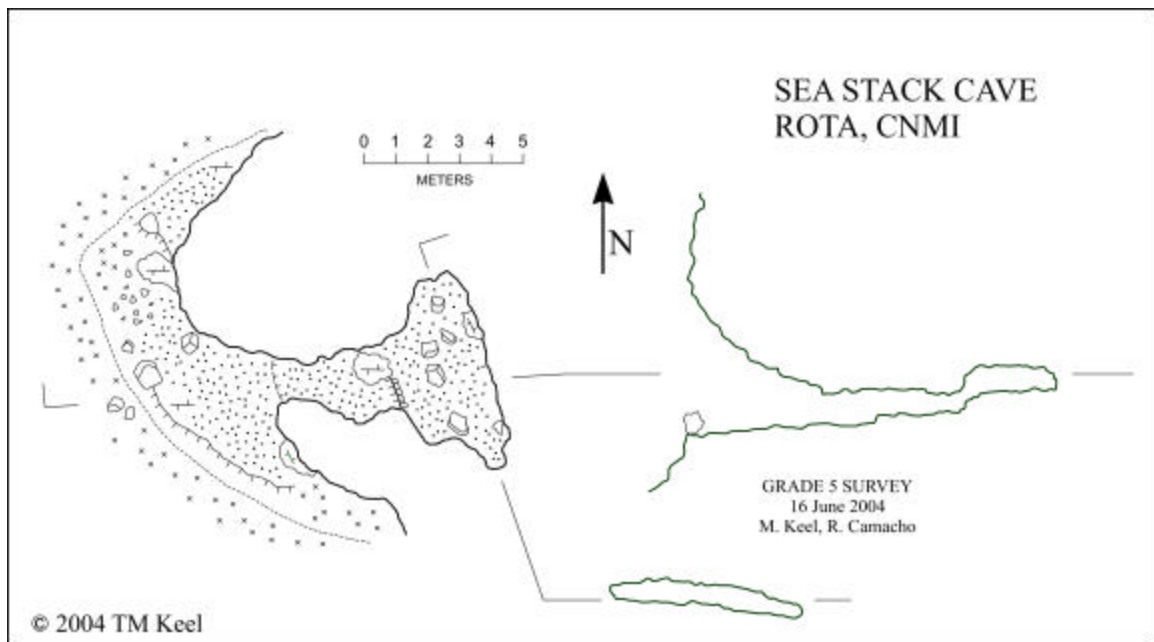 SEA STACK CAVE
ROTA, CNMI
0 1 2 3 4 5
METERS
N
GRADE 5 SURVEY
16 June 2004
M. Keel, R. Camacho
© 2004 TM Keel